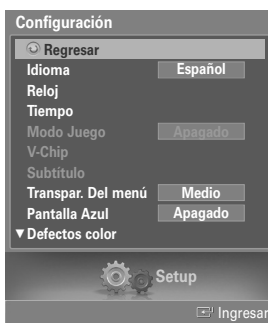 Configuración
Regresar
Idioma Español
Reloj
Tiempo
Modo Juego Apagado
V-Chip
Subtítulo
Transpar. Del menú Medio
Pantalla Azul Apagado
▼Defectos color
Setup
Ingresar